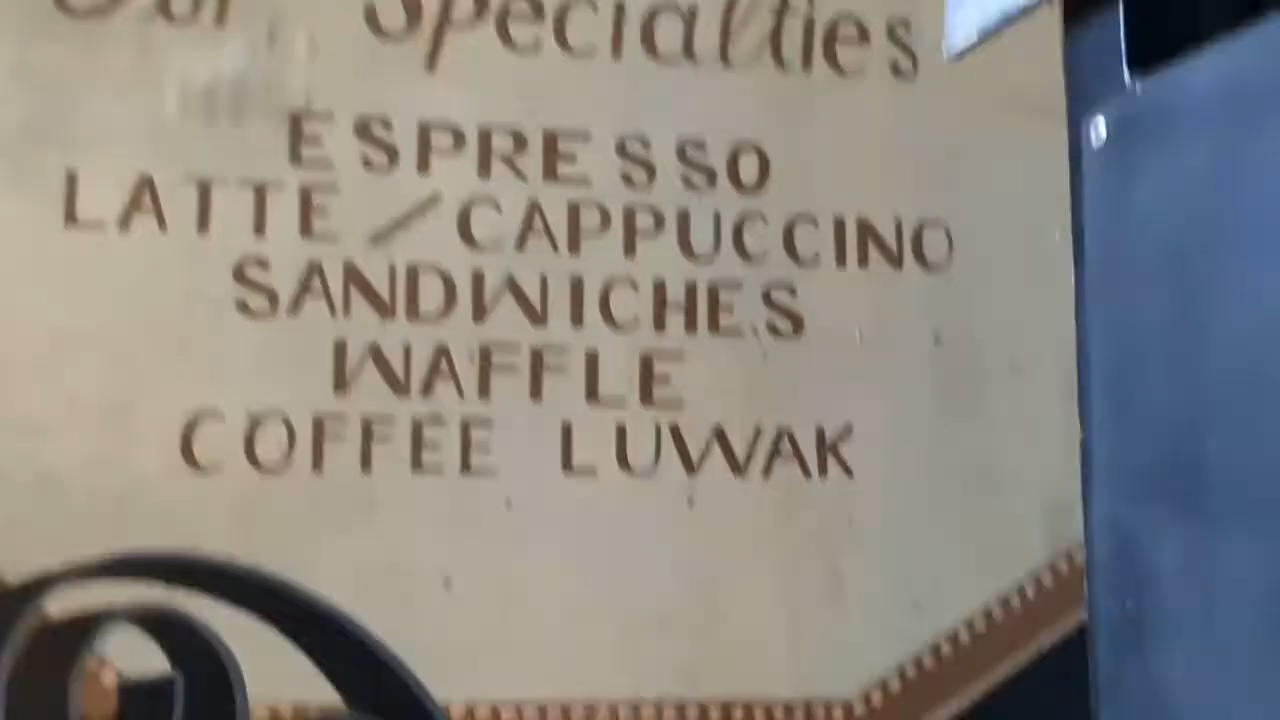 Our Specialties
ESPRESSO
LATTE/CAPPUCCINO
SANDWICHES
WAFFLE
COFFEE LUWAK